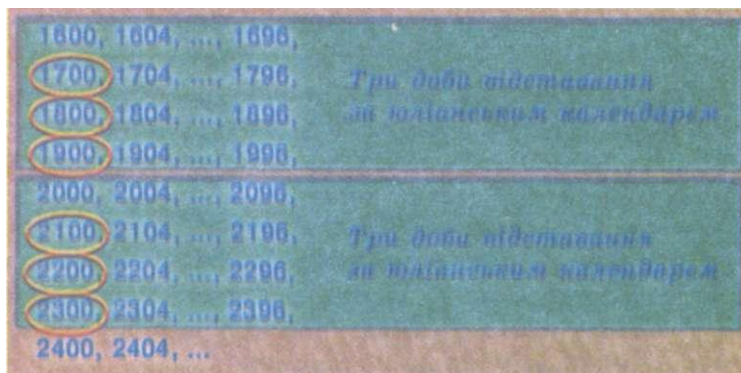 1600, 1604, ..., 1696,
1700, 1704, ..., 1796,
1800, 1804, ..., 1896,
1900, 1904, ..., 1996,
Три доби відставання
за юліанським календарем
2000, 2004, ..., 2096,
2100, 2104, ..., 2196,
2200, 2204, ..., 2296,
2300, 2304, ..., 2396,
Три доби відставання
за юліанським календарем
2400, 2404, ...